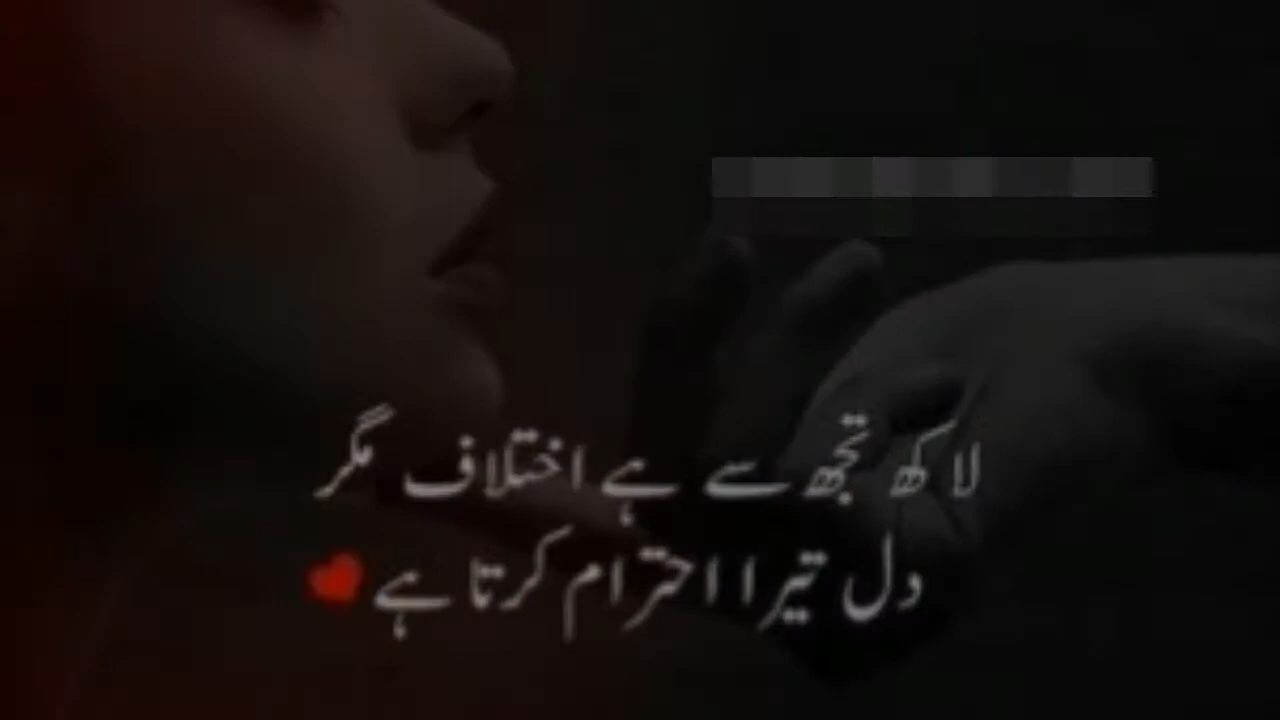 لاکھ تجھ سے ہے اختلاف مگر
دل تیرا احترام کرتا ہے ❤